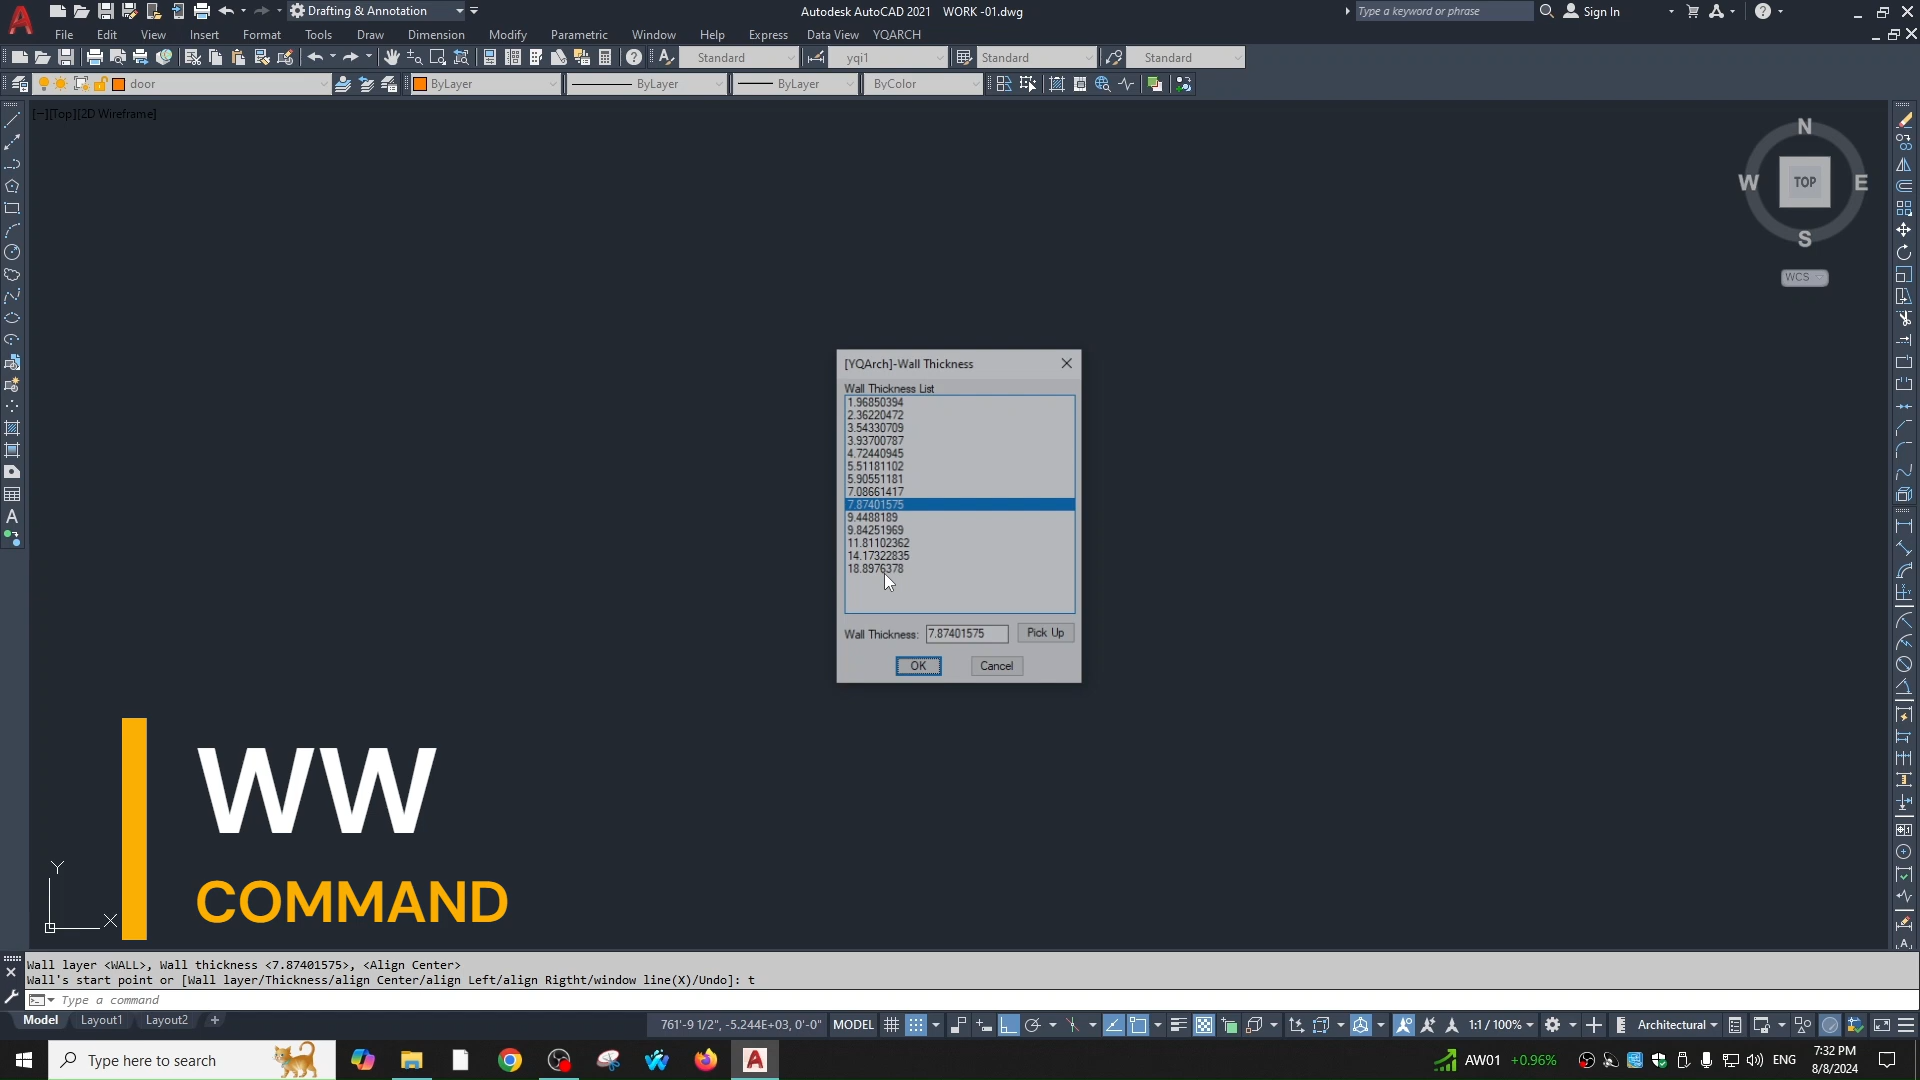 Drafting & Annotation
Autodesk AutoCAD 2021 WORK -01.dwg
Type a keyword or phrase
Sign In
File Edit View Insert Format Tools Draw Dimension Modify Parametric Window Help Express Data View YQARCH
Standard yqi1 Standard Standard
door ByLayer ByLayer ByLayer ByColor
[−][Top][2D Wireframe]
N
W TOP E
S
WCS
[YQArch]-Wall Thickness
Wall Thickness List
1.96850394
2.36220472
3.54330709
3.93700787
4.72440945
5.51181102
5.90551181
7.08661417
7.87401575
9.4488189
9.84251969
11.81102362
14.17322835
18.8976378
Wall Thickness: 7.87401575 Pick Up
OK Cancel
WW
COMMAND
Y
X
Wall layer <WALL>, Wall thickness <7.87401575>, <Align Center>
Wall's start point or [Wall layer/Thickness/align Center/align Left/align Rigtht/window line(X)/Undo]: t
Type a command
Model Layout1 Layout2
761'-9 1/2", -5.244E+03, 0'-0" MODEL 1:1 / 100% Architectural
Type here to search
AW01 +0.96%
ENG
7:32 PM
8/8/2024